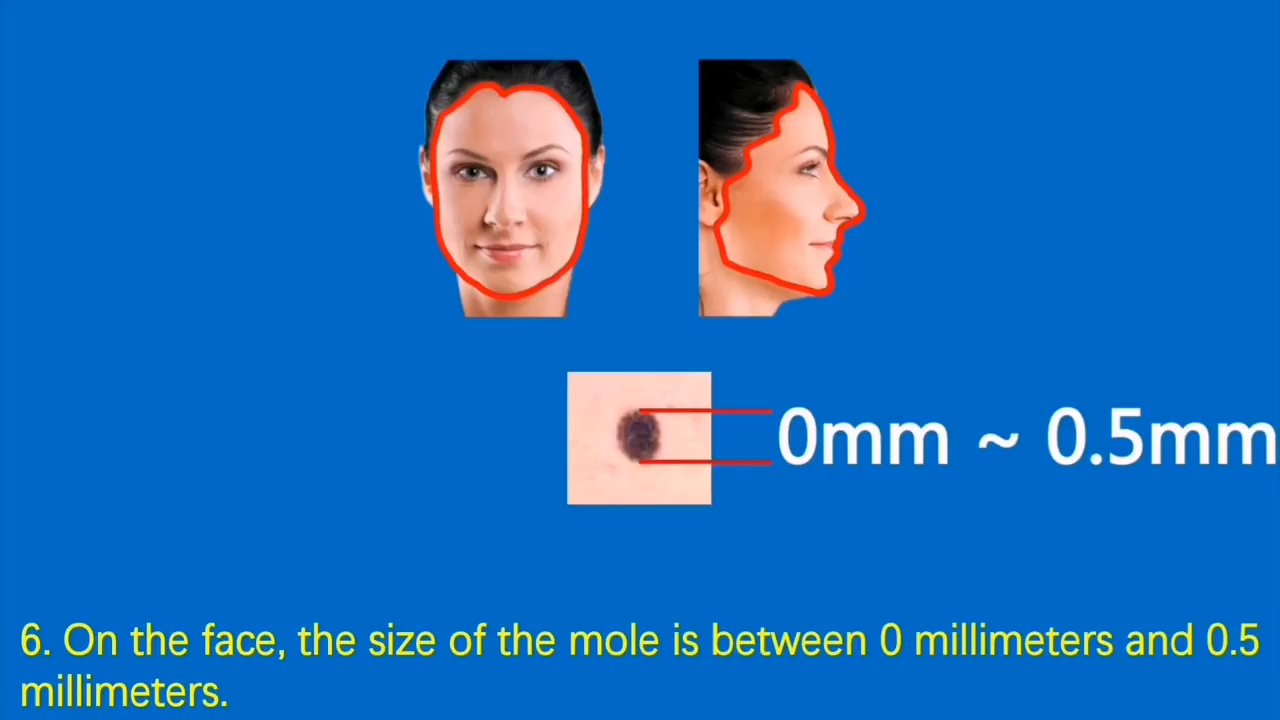 0mm ~ 0.5mm
6. On the face, the size of the mole is between 0 millimeters and 0.5
millimeters.